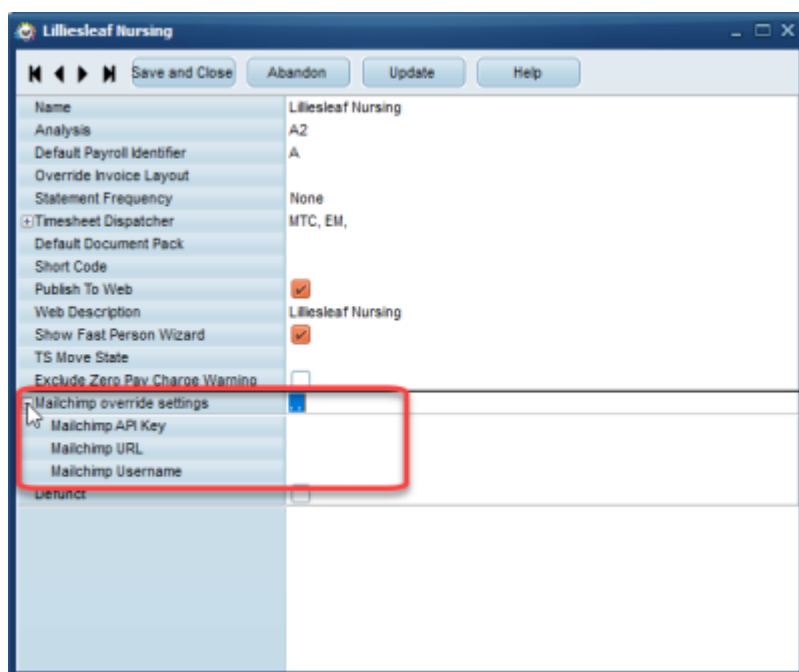 Lilliesleaf Nursing
Save and Close Abandon Update Help
Name Lilliesleaf Nursing
Analysis A2
Default Payroll Identifier A
Override Invoice Layout
Statement Frequency None
Timesheet Dispatcher MTC, EM,
Default Document Pack
Short Code
Publish To Web
Web Description Lilliesleaf Nursing
Show Fast Person Wizard
TS Move State
Exclude Zero Pay Charge Warning
Mailchimp override settings , ,
Mailchimp API Key
Mailchimp URL
Mailchimp Username
Defunct